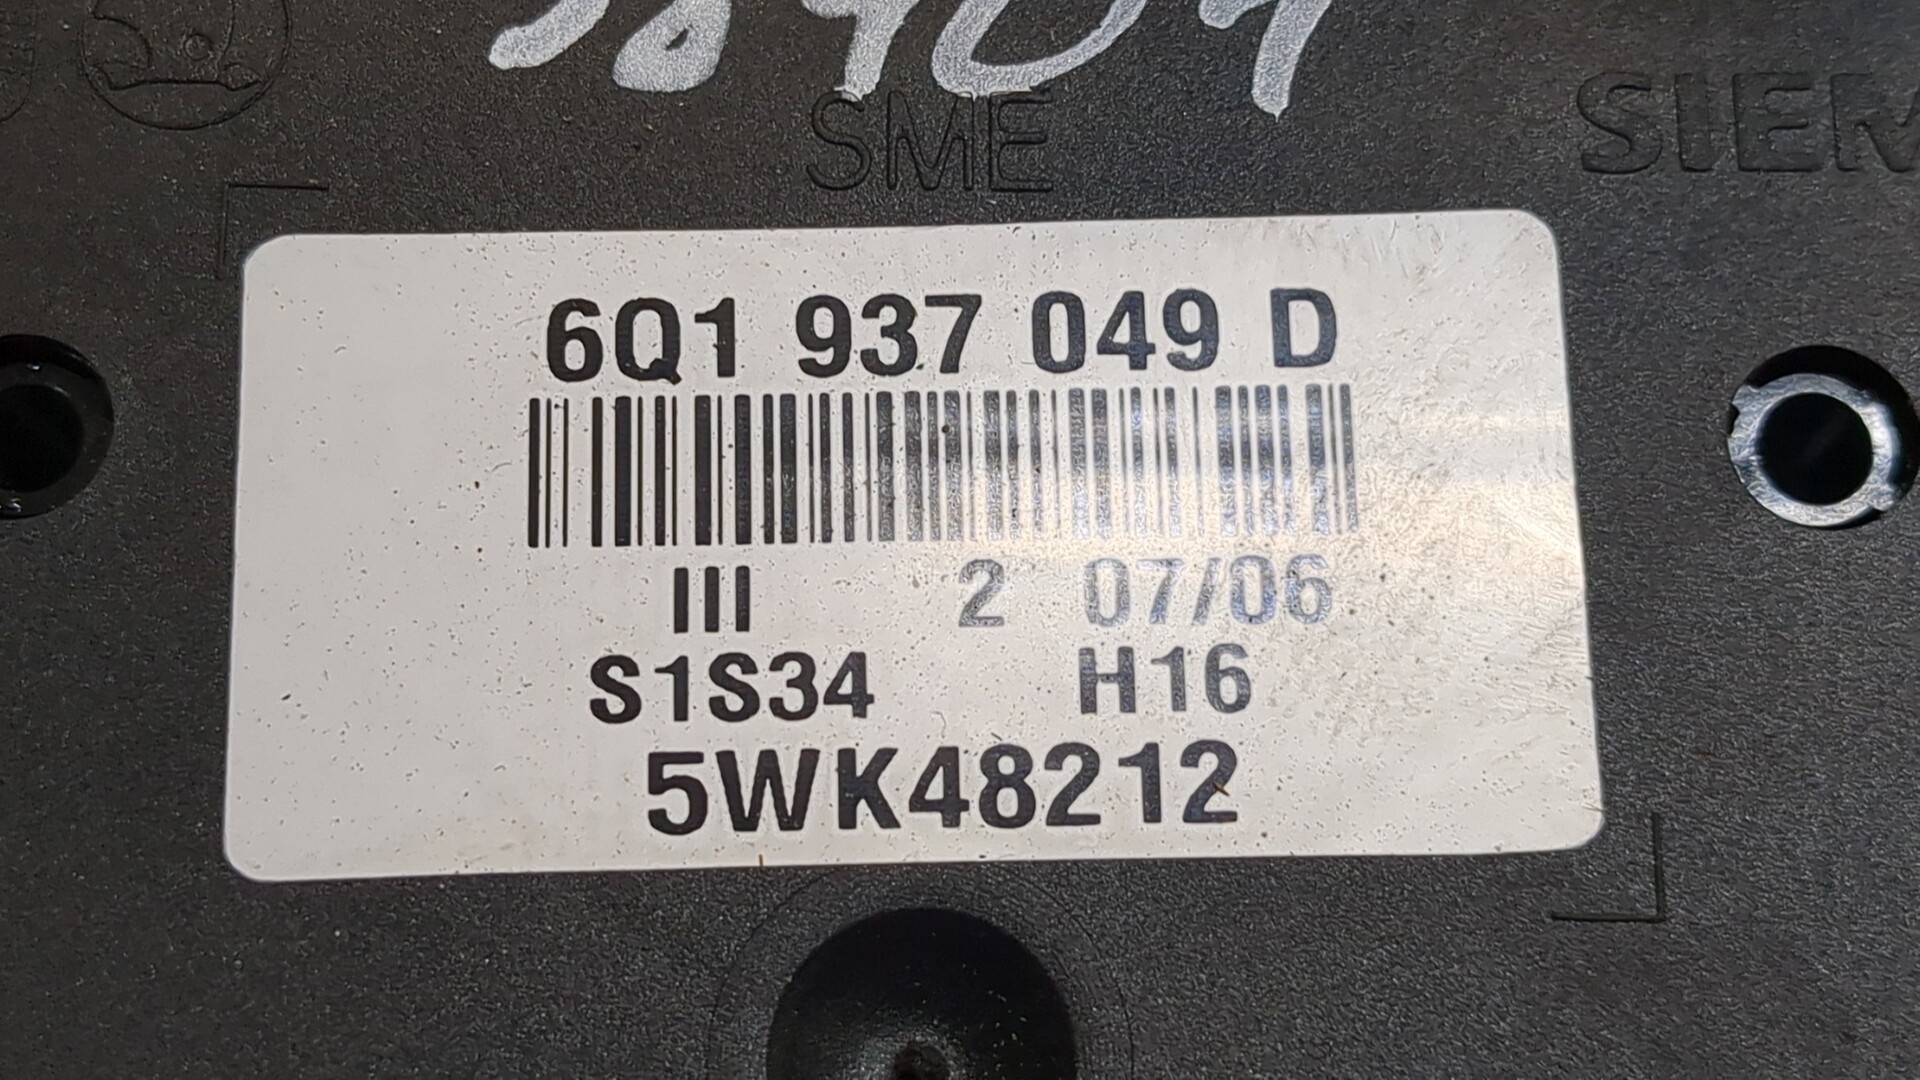 SME
6Q1 937 049 D
III 2 07/06
S1S34 H16
5WK48212